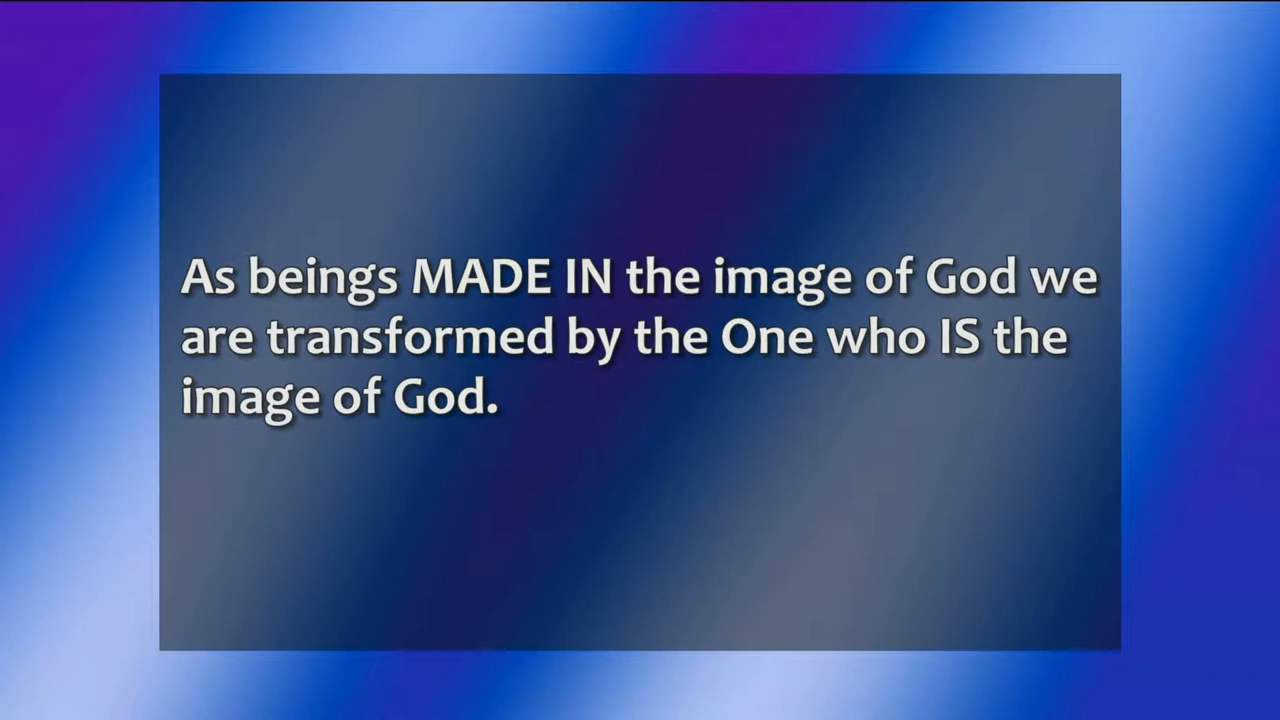 As beings MADE IN the image of God we
are transformed by the One who IS the
image of God.